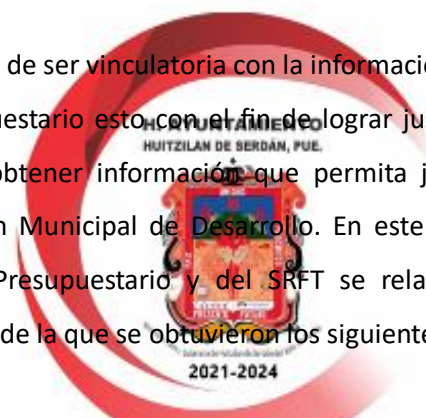 de ser vinculatoria con la informació
uestario esto con el fin de lograr ju
H. AYUNTAMIENTO
HUITZILAN DE SERDÁN, PUE.
obtener información que permita j
n Municipal de Desarrollo. En este
Presupuestario y del SRFT se rela
de la que se obtuvieron los siguiente
2021-2024